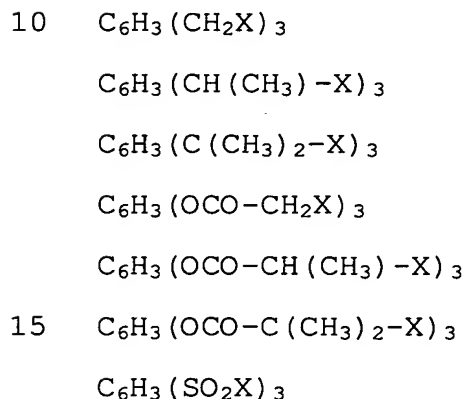 10 C₆H₃(CH₂X)₃
C₆H₃(CH(CH₃)-X)₃
C₆H₃(C(CH₃)₂-X)₃
C₆H₃(OCO-CH₂X)₃
C₆H₃(OCO-CH(CH₃)-X)₃
15 C₆H₃(OCO-C(CH₃)₂-X)₃
C₆H₃(SO₂X)₃